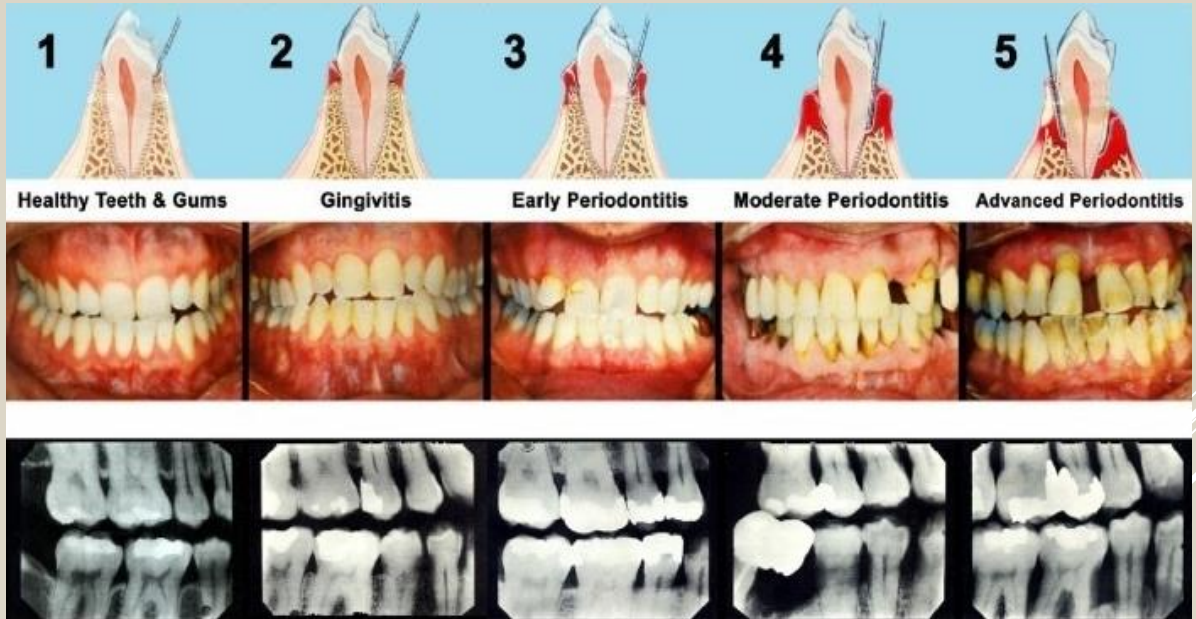 1
2
3
4
5
Healthy Teeth & Gums
Gingivitis
Early Periodontitis
Moderate Periodontitis
Advanced Periodontitis